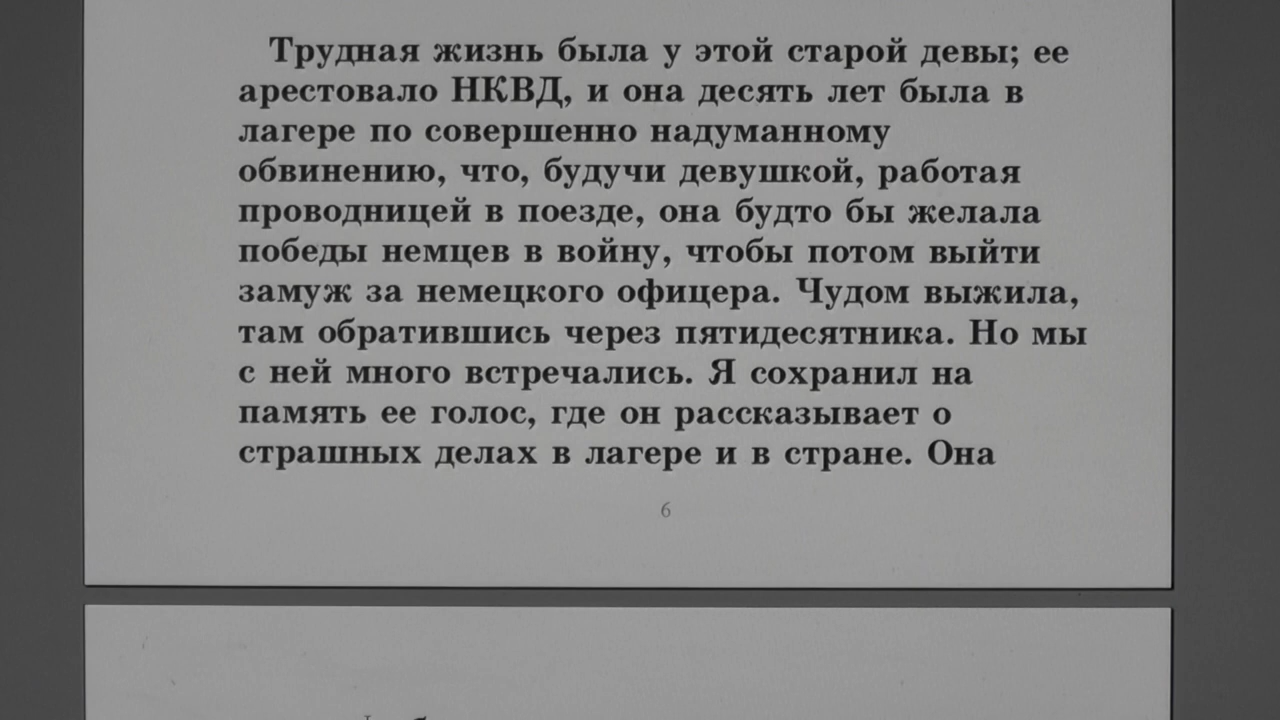 Трудная жизнь была у этой старой девы; ее
арестовало НКВД, и она десять лет была в
лагере по совершенно надуманному
обвинению, что, будучи девушкой, работая
проводницей в поезде, она будто бы желала
победы немцев в войну, чтобы потом выйти
замуж за немецкого офицера. Чудом выжила,
там обратившись через пятидесятника. Но мы
с ней много встречались. Я сохранил на
память ее голос, где он рассказывает о
страшных делах в лагере и в стране. Она
6